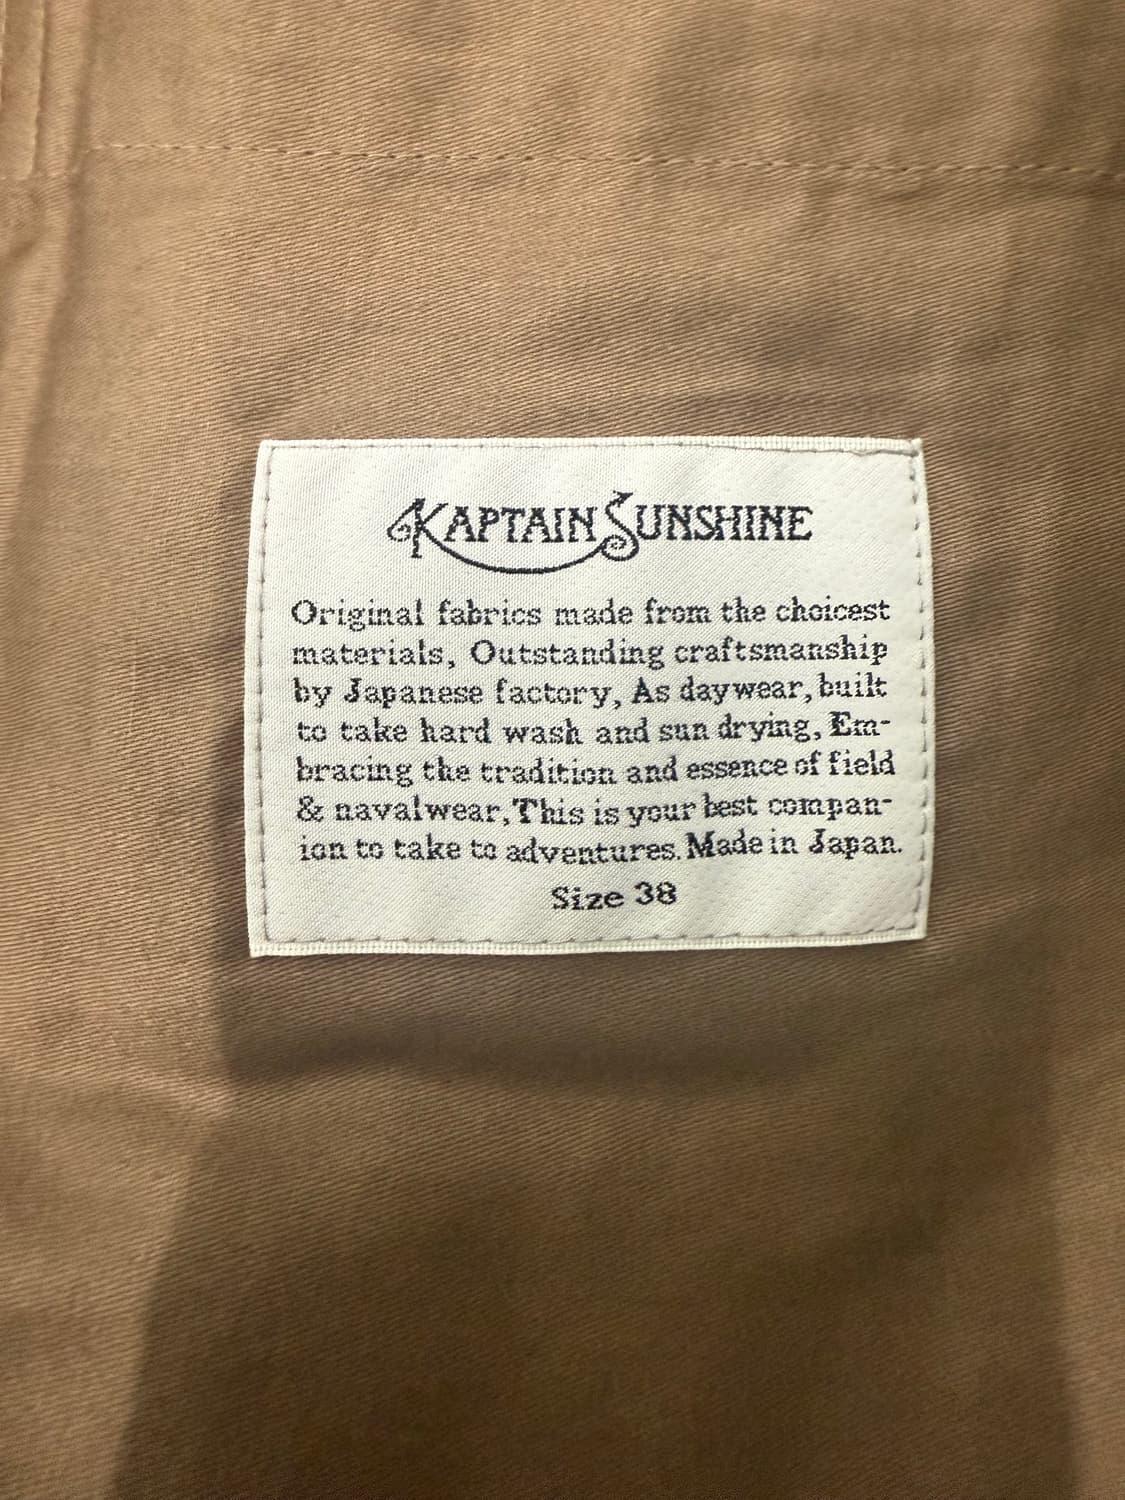 KAPTAIN SUNSHINE
Original fabrics made from the choicest
materials, Outstanding craftsmanship
by Japanese factory, As daywear, built
to take hard wash and sun drying, Em-
bracing the tradition and essence of field
& navalwear, This is your best compan-
ion to take to adventures. Made in Japan.
Size 38